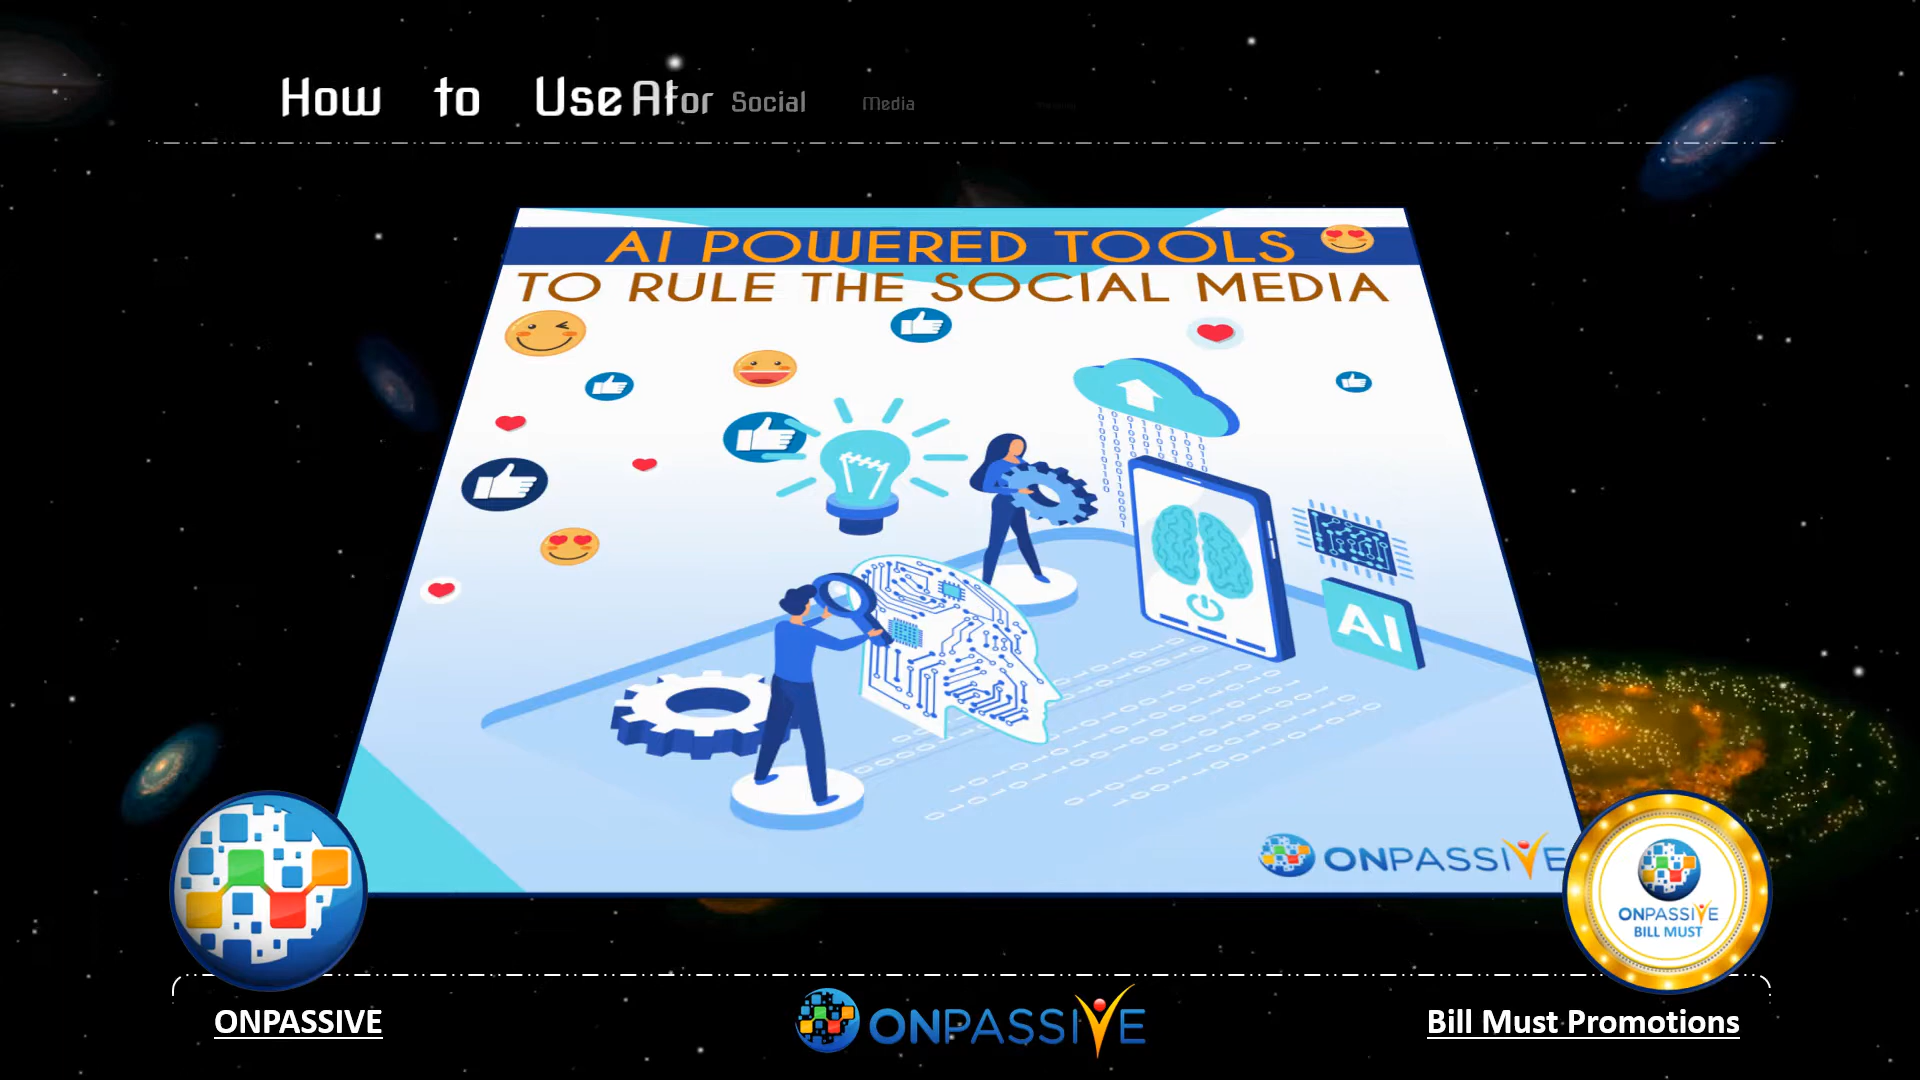 How to Use AI for Social Media
AI POWERED TOOLS
TO RULE THE SOCIAL MEDIA
AI
ONPASSIVE
ONPASSIVE
BILL MUST
ONPASSIVE
ONPASSIVE
Bill Must Promotions